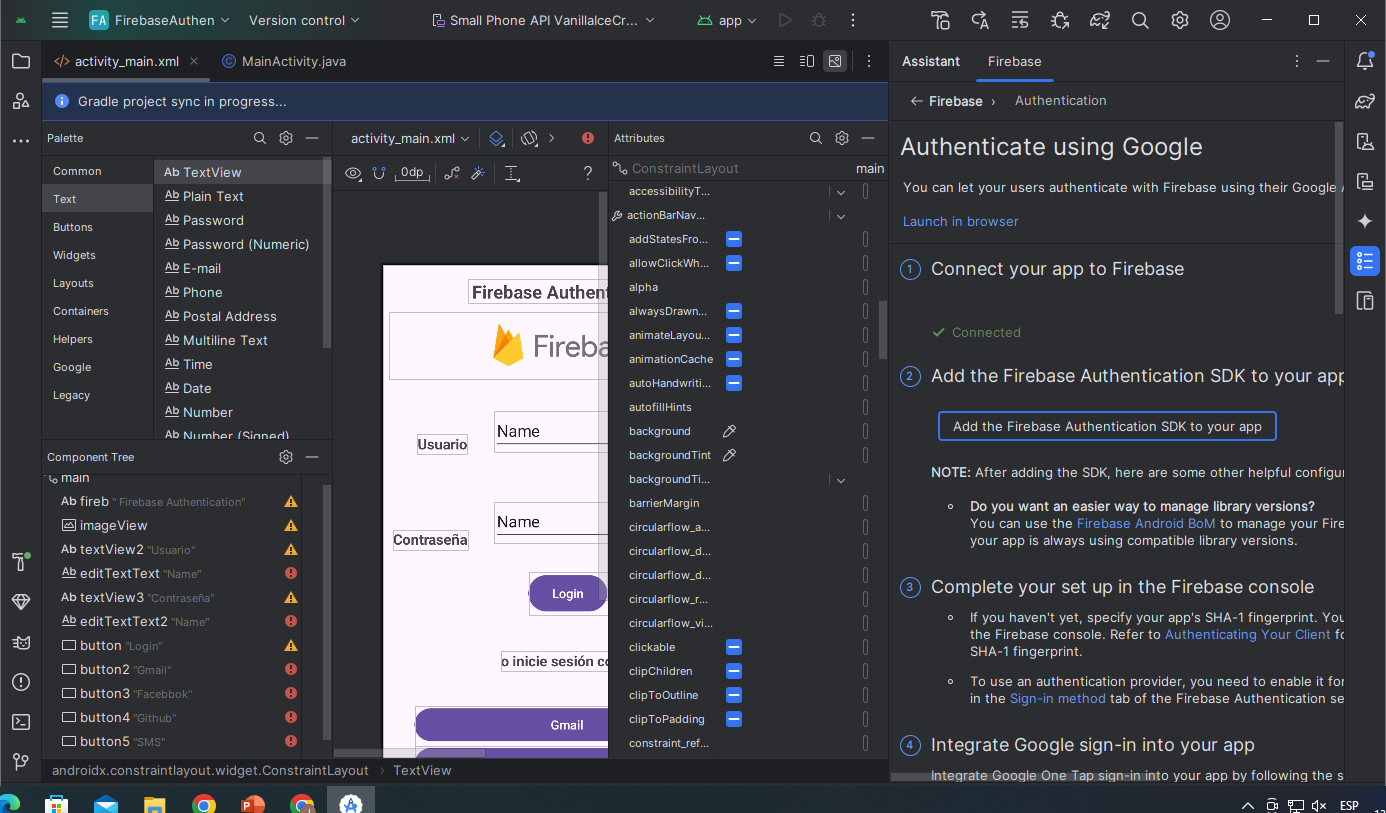 FA FirebaseAuthen
Version control
Small Phone API VanillaIceCr...
app
activity_main.xml
MainActivity.java
Gradle project sync in progress...
Palette
Common
Text
Buttons
Widgets
Layouts
Containers
Helpers
Google
Legacy
Ab TextView
Ab Plain Text
Ab Password
Ab Password (Numeric)
Ab E-mail
Ab Phone
Ab Postal Address
Ab Multiline Text
Ab Time
Ab Date
Ab Number
Ab Number (Signed)
Component Tree
main
Ab fireb "Firebase Authentication"
imageView
Ab textView2 "Usuario"
Ab editTextText "Name"
Ab textView3 "Contraseña"
Ab editTextText2 "Name"
button "Login"
button2 "Gmail"
button3 "Facebbok"
button4 "Github"
button5 "SMS"
activity_main.xml
0dp
?
Firebase Authent
Fireba
Usuario
Name
Contraseña
Name
Login
o inicie sesión co
Gmail
Attributes
ConstraintLayout main
accessibilityT...
actionBarNav...
addStatesFro...
allowClickWh...
alpha
alwaysDrawn...
animateLayou...
animationCache
autoHandwriti...
autofillHints
background
backgroundTint
backgroundTi...
barrierMargin
circularflow_a...
circularflow_d...
circularflow_d...
circularflow_r...
circularflow_vi...
clickable
clipChildren
clipToOutline
clipToPadding
constraint_ref...
Assistant
Firebase
Firebase › Authentication
Authenticate using Google
You can let your users authenticate with Firebase using their Google A
Launch in browser
1 Connect your app to Firebase
Connected
2 Add the Firebase Authentication SDK to your app
Add the Firebase Authentication SDK to your app
NOTE: After adding the SDK, here are some other helpful configur
Do you want an easier way to manage library versions?
You can use the Firebase Android BoM to manage your Fire
your app is always using compatible library versions.
3 Complete your set up in the Firebase console
If you haven't yet, specify your app's SHA-1 fingerprint. You
the Firebase console. Refer to Authenticating Your Client fo
SHA-1 fingerprint.
To use an authentication provider, you need to enable it for
in the Sign-in method tab of the Firebase Authentication se
4 Integrate Google sign-in into your app
Integrate Google One Tap sign-in into your app by following the s
androidx.constraintlayout.widget.ConstraintLayout › TextView
ESP